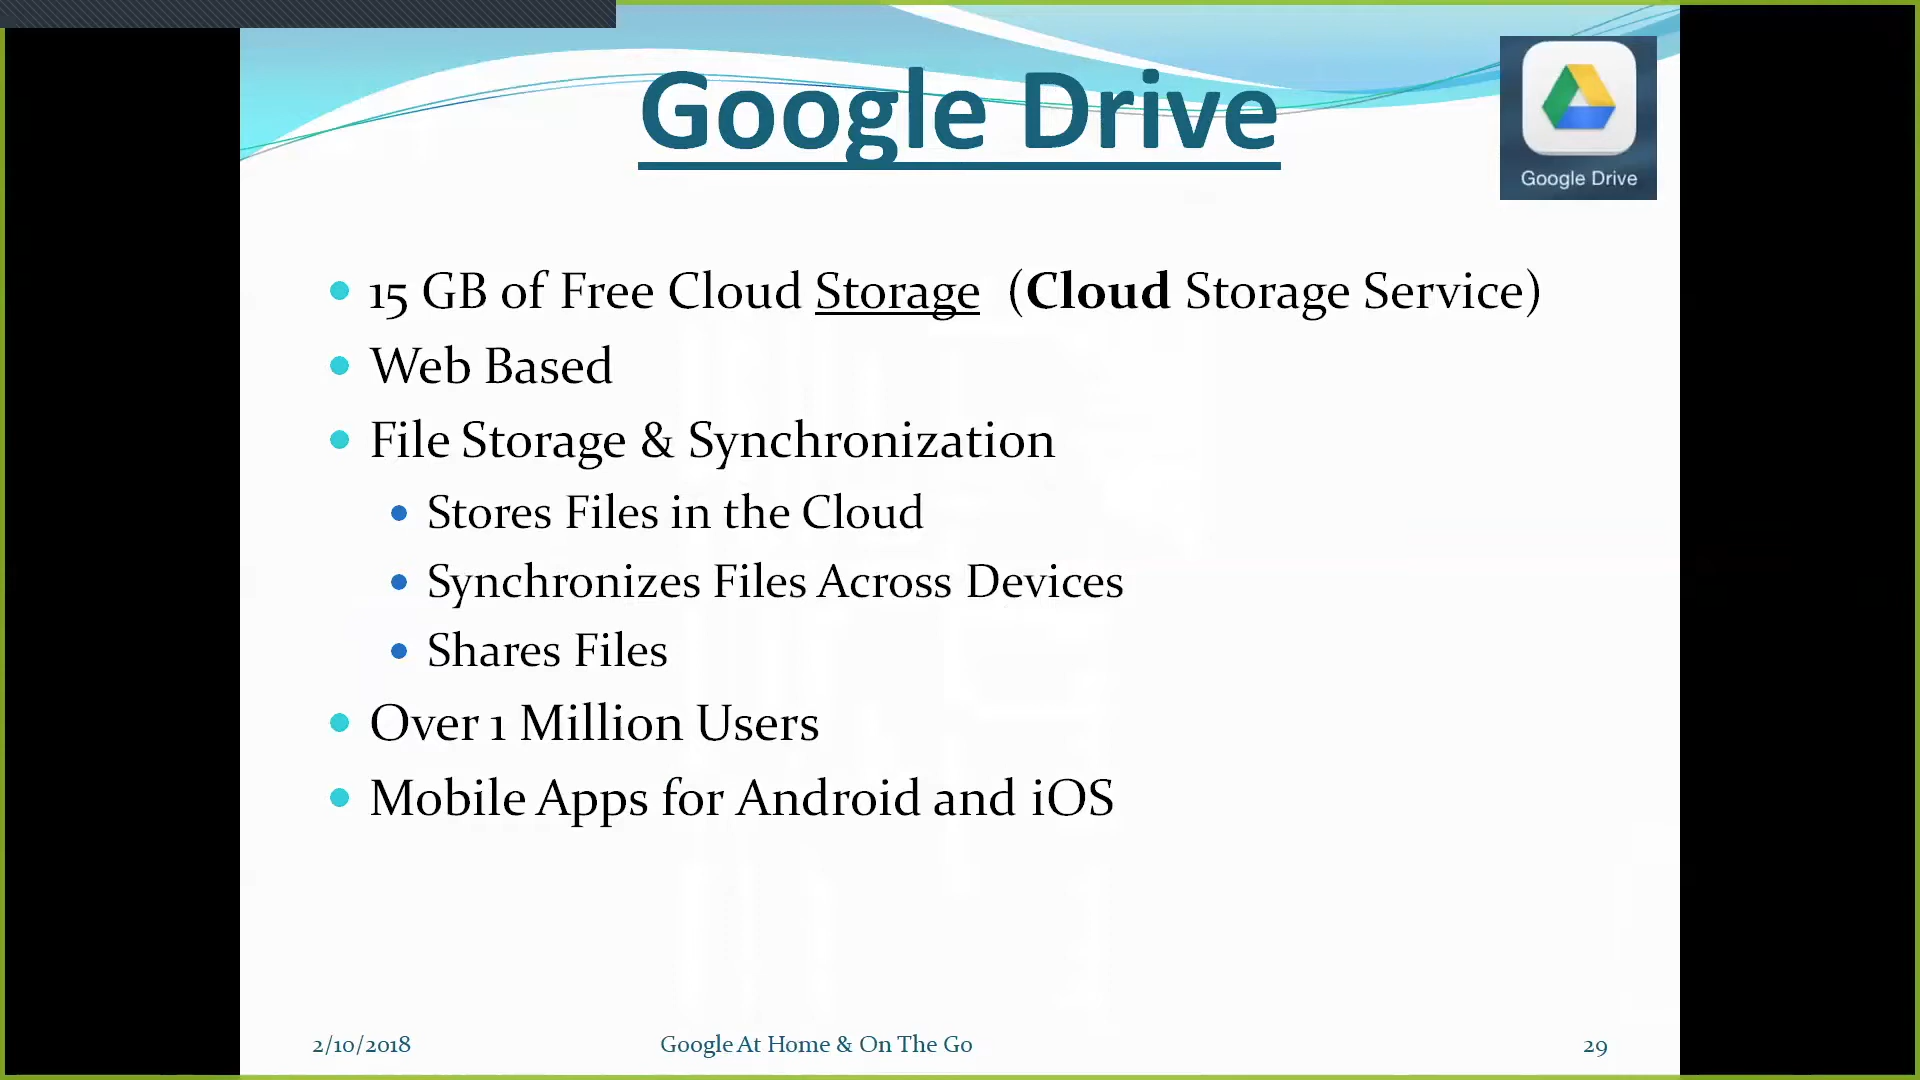 Google Drive
Google Drive
15 GB of Free Cloud Storage (Cloud Storage Service)
Web Based
File Storage & Synchronization
Stores Files in the Cloud
Synchronizes Files Across Devices
Shares Files
Over 1 Million Users
Mobile Apps for Android and iOS
2/10/2018
Google At Home & On The Go
29